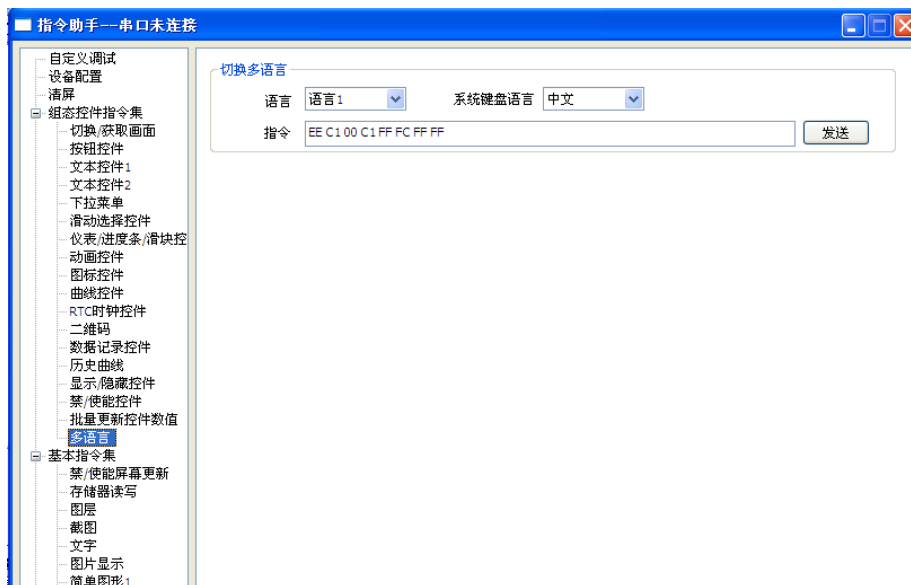 指令助手--串口未连接
自定义调试
设备配置
清屏
组态控件指令集
切换/获取画面
按钮控件
文本控件1
文本控件2
下拉菜单
滑动选择控件
仪表/进度条/滑块控
动画控件
图标控件
曲线控件
RTC时钟控件
二维码
数据记录控件
历史曲线
显示/隐藏控件
禁/使能控件
批量更新控件数值
多语言
基本指令集
禁/使能屏幕更新
存储器读写
图层
截图
文字
图片显示
简单图形1
切换多语言
语言 语言1 系统键盘语言 中文
指令 EE C1 00 C1 FF FC FF FF 发送